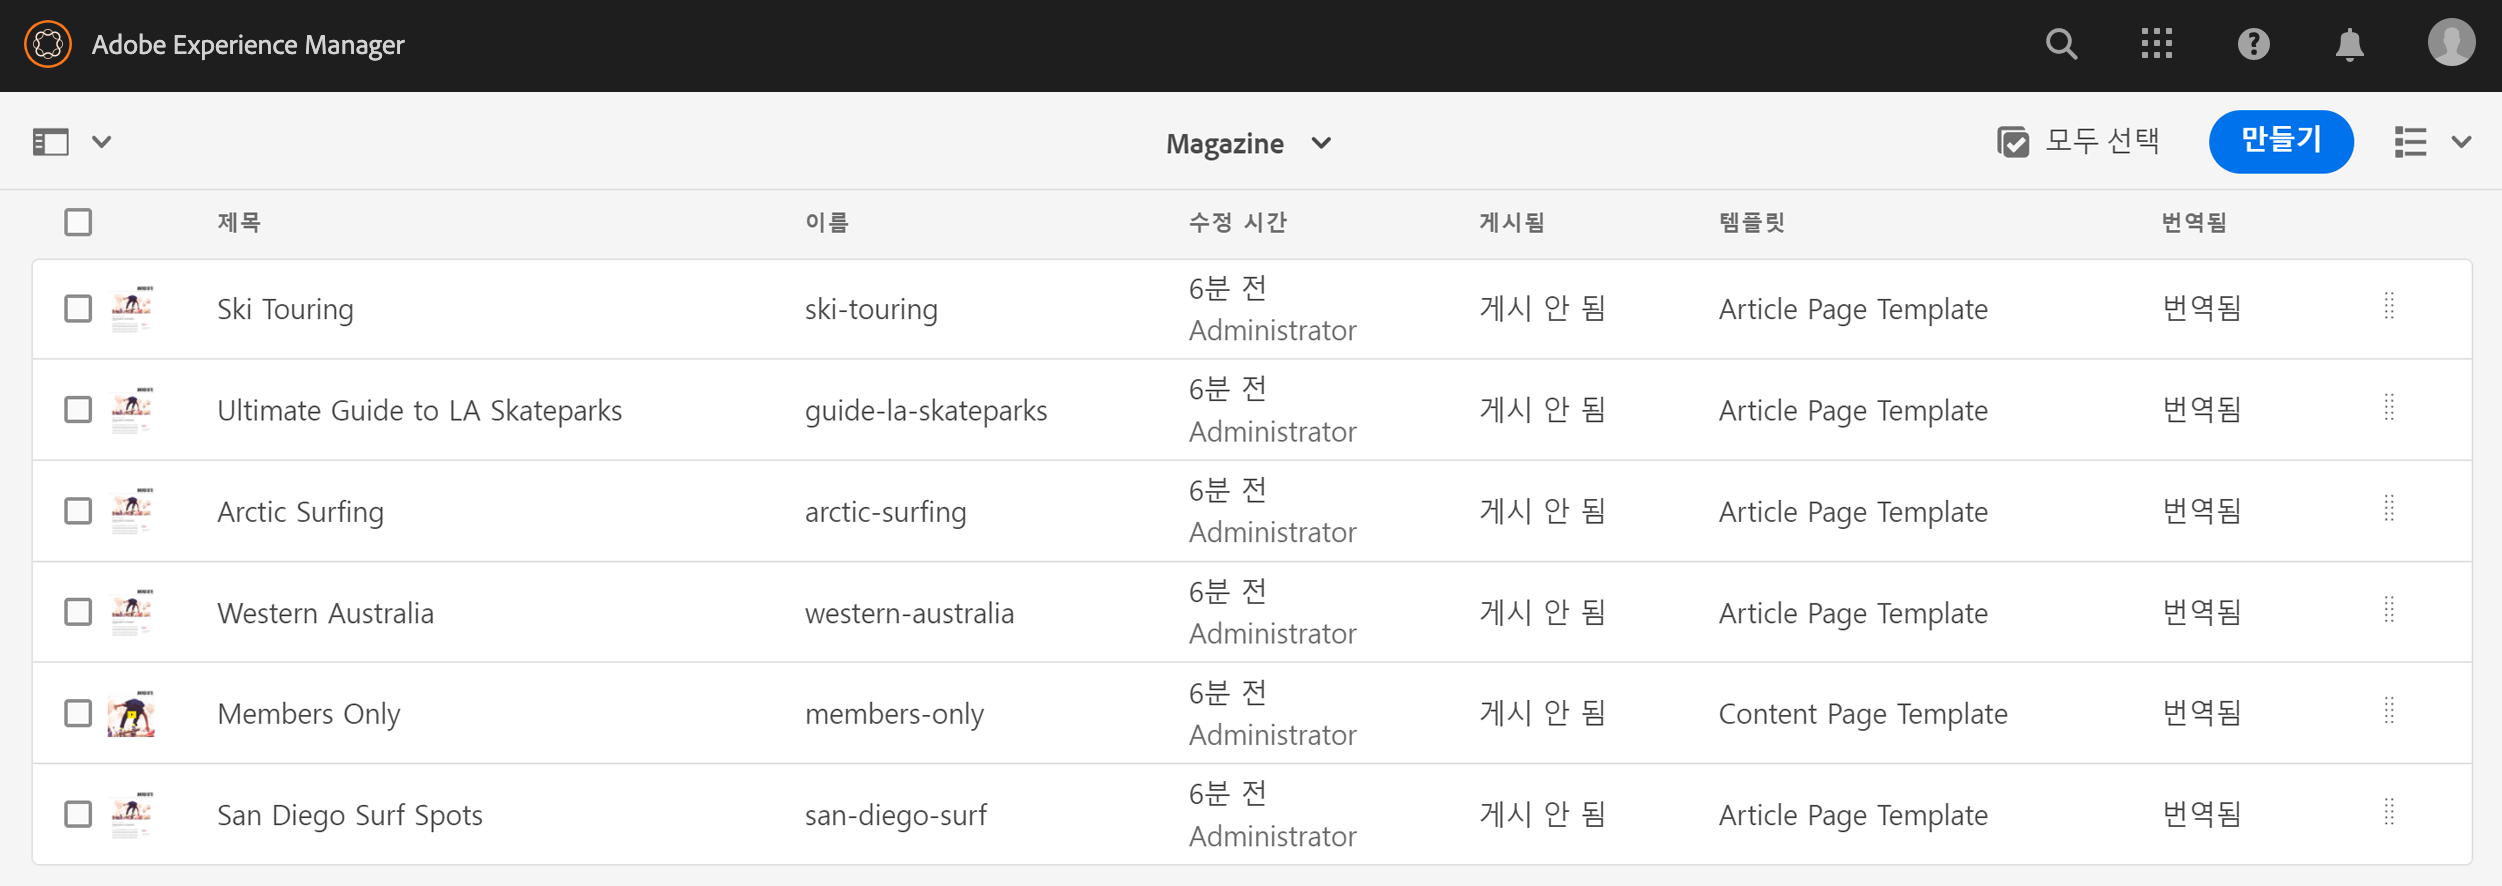 Adobe Experience Manager
Magazine
모두 선택
만들기
제목 이름 수정 시간 게시됨 템플릿 번역됨
Ski Touring ski-touring 6분 전 게시 안 됨 Article Page Template 번역됨
Administrator
Ultimate Guide to LA Skateparks guide-la-skateparks 6분 전 게시 안 됨 Article Page Template 번역됨
Administrator
Arctic Surfing arctic-surfing 6분 전 게시 안 됨 Article Page Template 번역됨
Administrator
Western Australia western-australia 6분 전 게시 안 됨 Article Page Template 번역됨
Administrator
Members Only members-only 6분 전 게시 안 됨 Content Page Template 번역됨
Administrator
San Diego Surf Spots san-diego-surf 6분 전 게시 안 됨 Article Page Template 번역됨
Administrator